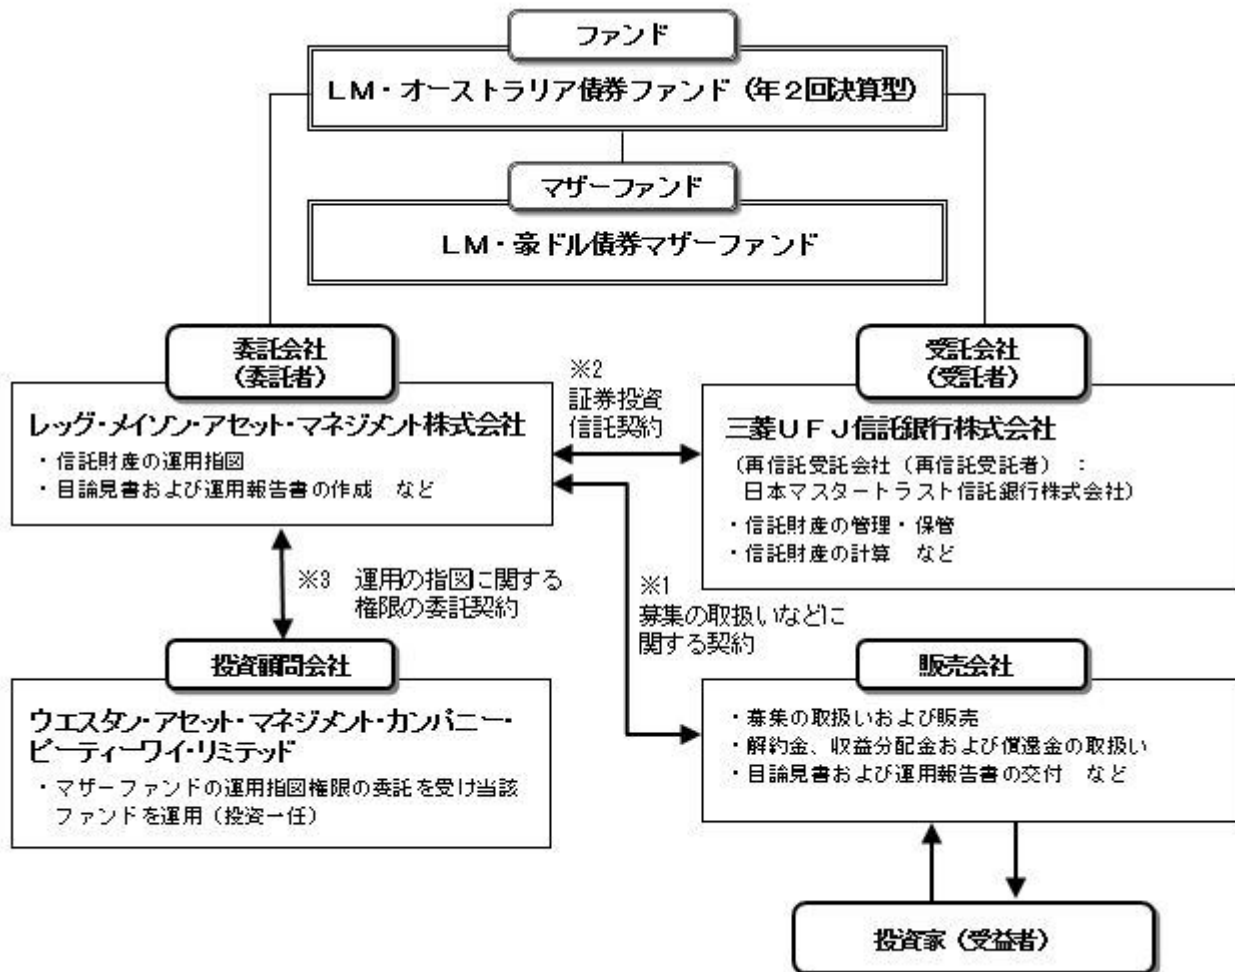 ファンド
LM・オーストラリア債券ファンド（年2回決算型）
マザーファンド
LM・豪ドル債券マザーファンド
委託会社
（委託者）
レッグ・メイソン・アセット・マネジメント株式会社
・信託財産の運用指図
・目論見書および運用報告書の作成　など
※2
証券投資
信託契約
受託会社
（受託者）
三菱UFJ信託銀行株式会社
（再信託受託会社（再信託受託者）：
日本マスタートラスト信託銀行株式会社）
・信託財産の管理・保管
・信託財産の計算　など
※3　運用の指図に関する
権限の委託契約
※1
募集の取扱いなどに
関する契約
投資顧問会社
ウエスタン・アセット・マネジメント・カンパニー・
ピーティーワイ・リミテッド
・マザーファンドの運用指図権限の委託を受け当該
ファンドを運用（投資一任）
販売会社
・募集の取扱いおよび販売
・解約金、収益分配金および償還金の取扱い
・目論見書および運用報告書の交付　など
投資家（受益者）